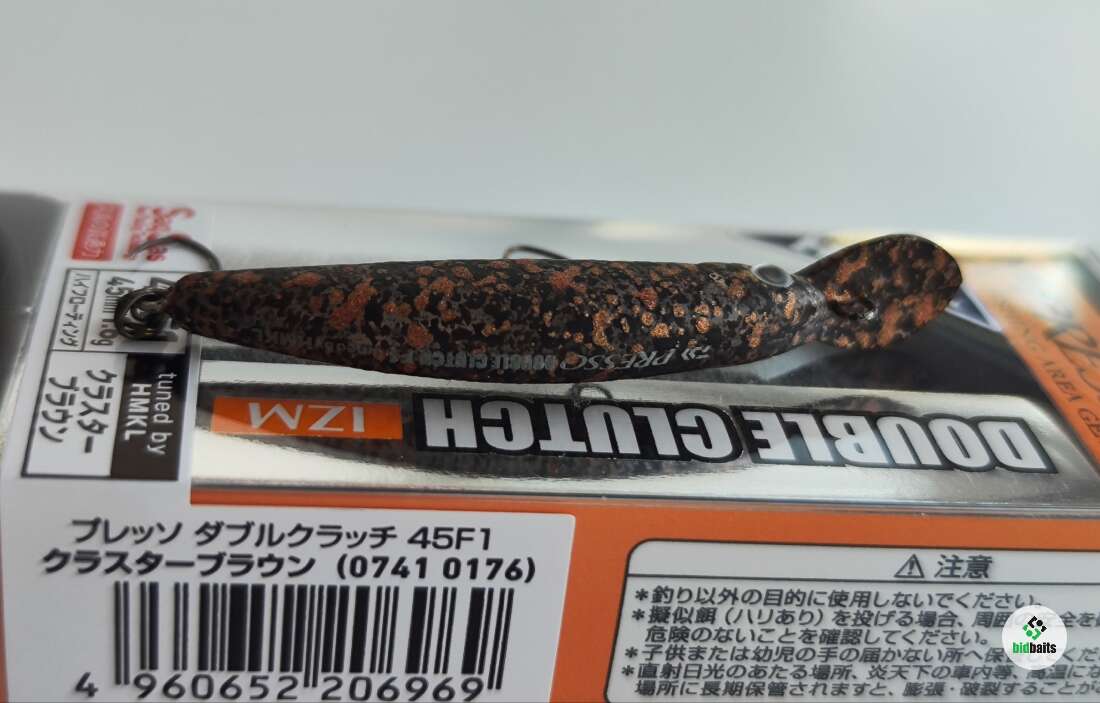 ハイフローティング
tuned by
HMKL
クラスター
ブラウン
PRESSO
DOUBLE CLUTCH
IZM
DOUBLE CLUTCH
プレッソ ダブルクラッチ 45F1
クラスターブラウン (0741 0176)
4 960652 206969
⚠ 注意
*釣り以外の目的に使用しないでください。
*擬似餌(ハリあり)を投げる場合、周囲の
危険のないことを確認してください。
*子供または幼児の手の届かない所へ保
*直射日光のあたる場所、炎天下の車内等、高温
場所に長期保管されますと、膨張・破裂することが
bidbaits